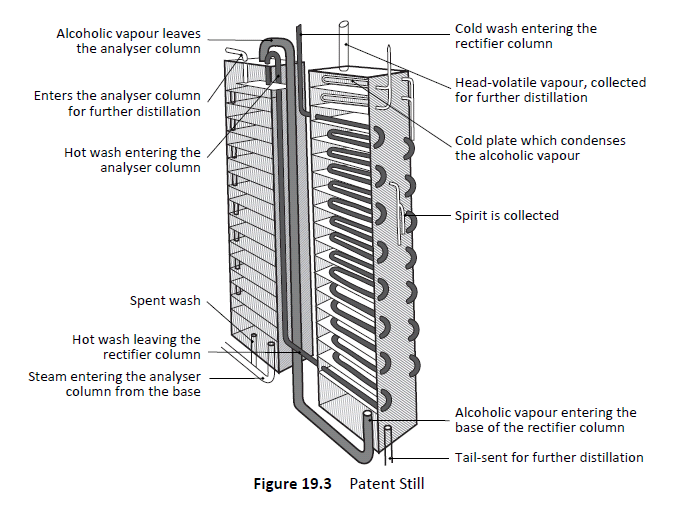 Alcoholic vapour leaves
the analyser column
Enters the analyser column
for further distillation
Hot wash entering the
analyser column
Spent wash
Hot wash leaving the
rectifier column
Steam entering the analyser
column from the base
Cold wash entering the
rectifier column
Head-volatile vapour, collected
for further distillation
Cold plate which condenses
the alcoholic vapour
Spirit is collected
Alcoholic vapour entering the
base of the rectifier column
Tail-sent for further distillation
Figure 19.3 Patent Still